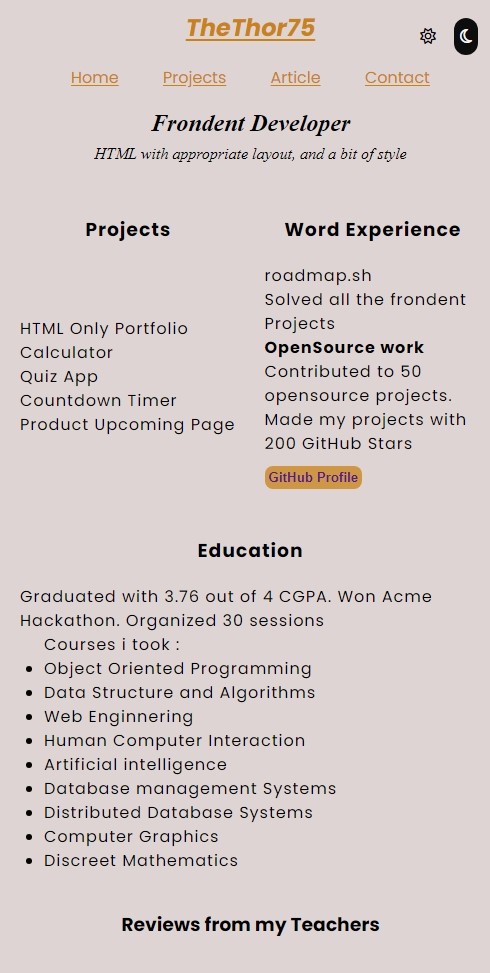 TheThor75
Home Projects Article Contact
Frondent Developer
HTML with appropriate layout, and a bit of style
Projects
HTML Only Portfolio
Calculator
Quiz App
Countdown Timer
Product Upcoming Page
Word Experience
roadmap.sh
Solved all the frondent
Projects
OpenSource work
Contributed to 50
opensource projects.
Made my projects with
200 GitHub Stars
GitHub Profile
Education
Graduated with 3.76 out of 4 CGPA. Won Acme
Hackathon. Organized 30 sessions
Courses i took :
Object Oriented Programming
Data Structure and Algorithms
Web Enginnering
Human Computer Interaction
Artificial intelligence
Database management Systems
Distributed Database Systems
Computer Graphics
Discreet Mathematics
Reviews from my Teachers